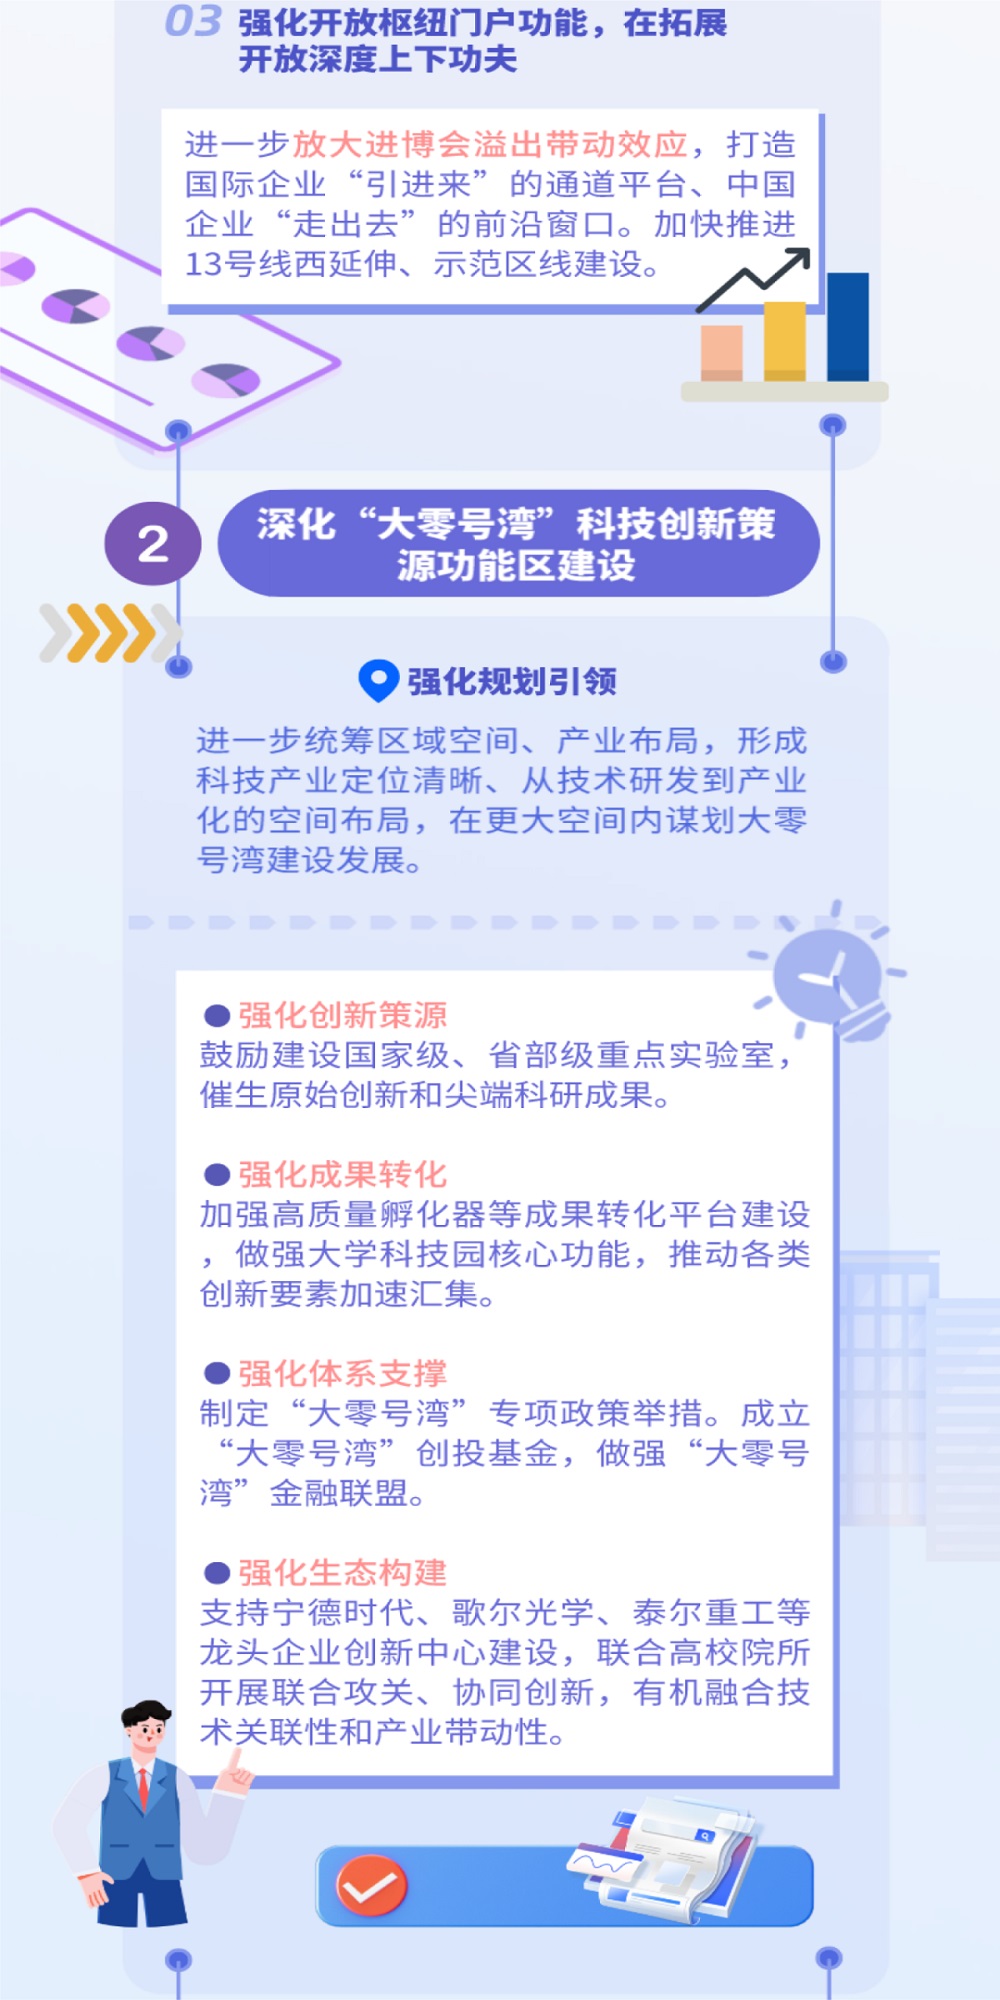 03 强化开放枢纽门户功能，在拓展
开放深度上下功夫
进一步放大进博会溢出带动效应，打造
国际企业“引进来”的通道平台、中国
企业“走出去”的前沿窗口。加快推进
13号线西延伸、示范区线建设。
2
深化“大零号湾”科技创新策
源功能区建设
强化规划引领
进一步统筹区域空间、产业布局，形成
科技产业定位清晰、从技术研发到产业
化的空间布局，在更大空间内谋划大零
号湾建设发展。
●强化创新策源
鼓励建设国家级、省部级重点实验室，
催生原始创新和尖端科研成果。
●强化成果转化
加强高质量孵化器等成果转化平台建设
，做强大学科技园核心功能，推动各类
创新要素加速汇集。
●强化体系支撑
制定“大零号湾”专项政策举措。成立
“大零号湾”创投基金，做强“大零号
湾”金融联盟。
●强化生态构建
支持宁德时代、歌尔光学、泰尔重工等
龙头企业创新中心建设，联合高校院所
开展联合攻关、协同创新，有机融合技
术关联性和产业带动性。